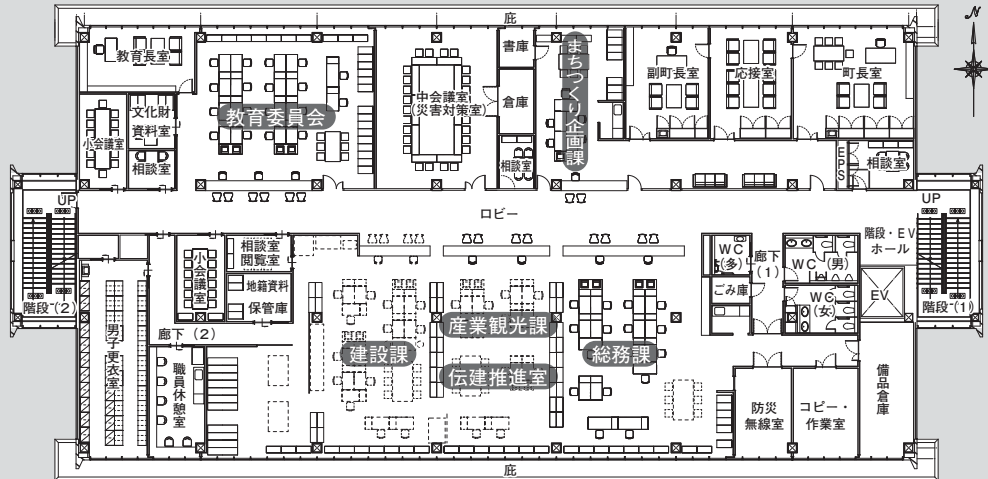 庇
N
教育長室
書庫
まちづくり企画課
副町長室
応接室
町長室
教育委員会
中会議室
(災害対策室)
倉庫
文化財
資料室
小会議室
相談室
相談室
EPS
相談室
UP
ロビー
UP
階段・EV
ホール
相談室
閲覧室
小会議室
WC
(多)
廊下
(1)
WC (男)
地籍資料
保管庫
ごみ庫
WC
(女)
EV
階段(2)
階段(1)
産業観光課
廊下 (2)
建設課
総務課
男子更衣室
伝建推進室
職員休憩室
備品倉庫
防災
無線室
コピー・
作業室
庇